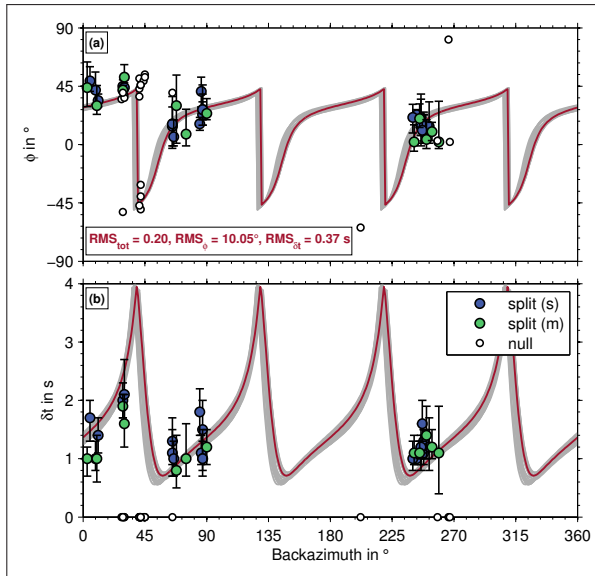 (a)
90
45
0
−45
−90
ϕ in °
RMS_tot = 0.20, RMS_ϕ = 10.05°, RMS_δt = 0.37 s
(b)
4
3
2
1
0
δt in s
split (s)
split (m)
null
0 45 90 135 180 225 270 315 360
Backazimuth in °